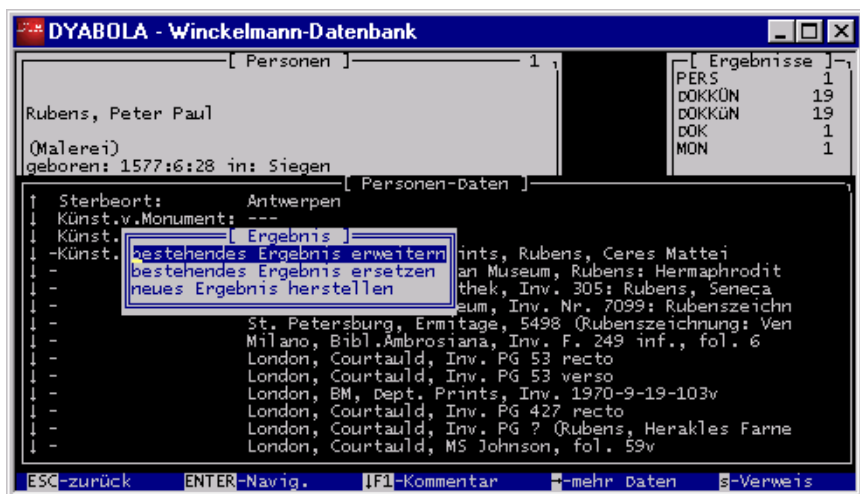 DYABOLA - Winckelmann-Datenbank
[ Personen ] 1
Rubens, Peter Paul
(Malerei)
geboren: 1577:6:28 in: Siegen
[ Ergebnisse ]
PERS 1
DOKKÜN 19
DOKKüN 19
DOK 1
MON 1
[ Personen-Daten ]
↑ Sterbeort: Antwerpen
↓ Künst.v.Monument: ---
↓ Künst.
[ Ergebnis ]
bestehendes Ergebnis erweitern
bestehendes Ergebnis ersetzen
neues Ergebnis herstellen
↓ -Künst. ints, Rubens, Ceres Mattei
↓ - an Museum, Rubens: Hermaphrodit
↓ - thek, Inv. 305: Rubens, Seneca
↓ - eum, Inv. Nr. 7099: Rubenszeichn
↓ - St. Petersburg, Ermitage, 5498 (Rubenszeichnung: Ven
↓ - Milano, Bibl.Ambrosiana, Inv. F. 249 inf., fol. 6
↓ - London, Courtauld, Inv. PG 53 recto
↓ - London, Courtauld, Inv. PG 53 verso
↓ - London, BM, Dept. Prints, Inv. 1970-9-19-103v
↓ - London, Courtauld, Inv. PG 427 recto
↓ - London, Courtauld, Inv. PG ? (Rubens, Herakles Farne
↓ - London, Courtauld, MS Johnson, fol. 59v
ESC-zurück ENTER-Navig. ↓F1-Kommentar →-mehr Daten s-Verweis